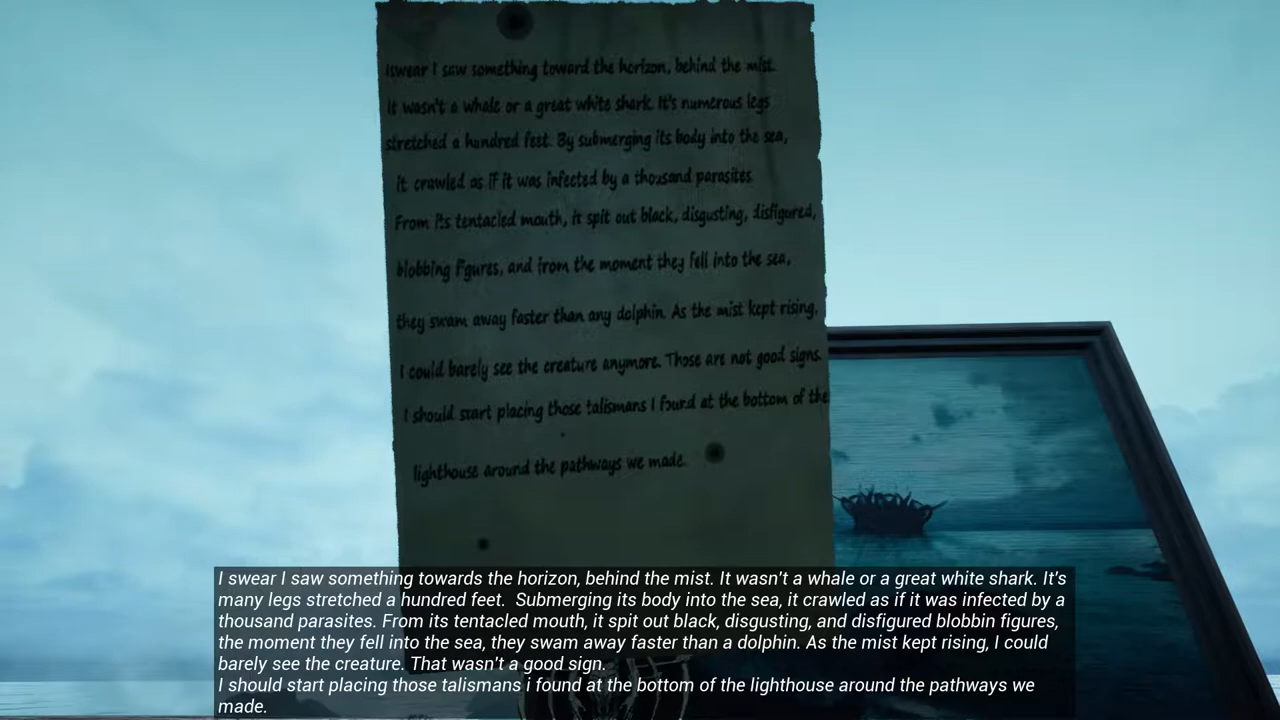 I swear I saw something toward the horizon, behind the mist.
It wasn't a whale or a great white shark. It's numerous legs
stretched a hundred feet. By submerging its body into the sea,
it crawled as if it was infected by a thousand parasites
From its tentacled mouth, it spit out black, disgusting, disfigured,
blobbing figures, and from the moment they fell into the sea,
they swam away faster than any dolphin. As the mist kept rising,
I could barely see the creature anymore. Those are not good signs.
I should start placing those talismans I found at the bottom of the
lighthouse around the pathways we made.
I swear I saw something towards the horizon, behind the mist. It wasn't a whale or a great white shark. It's
many legs stretched a hundred feet.  Submerging its body into the sea, it crawled as if it was infected by a
thousand parasites. From its tentacled mouth, it spit out black, disgusting, and disfigured blobbin figures,
the moment they fell into the sea, they swam away faster than a dolphin. As the mist kept rising, I could
barely see the creature. That wasn't a good sign.
I should start placing those talismans i found at the bottom of the lighthouse around the pathways we
made.